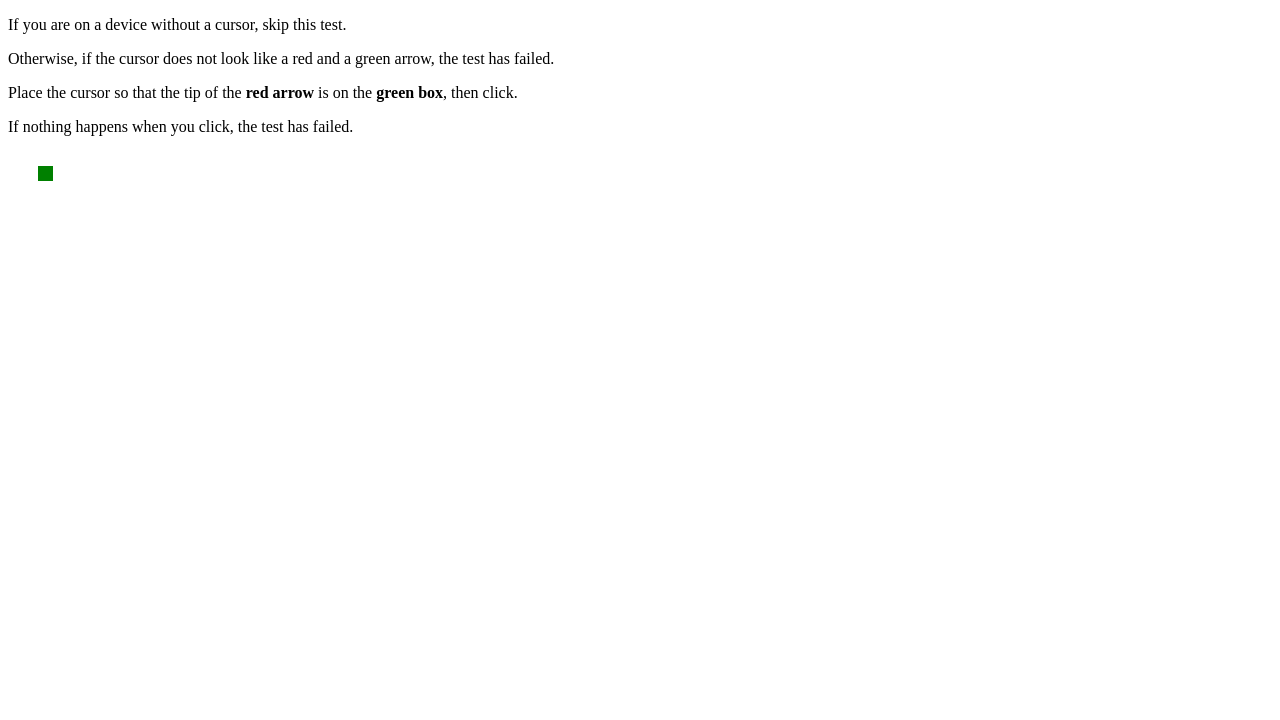 If you are on a device without a cursor, skip this test.
Otherwise, if the cursor does not look like a red and a green arrow, the test has failed.
Place the cursor so that the tip of the red arrow is on the green box, then click.
If nothing happens when you click, the test has failed.